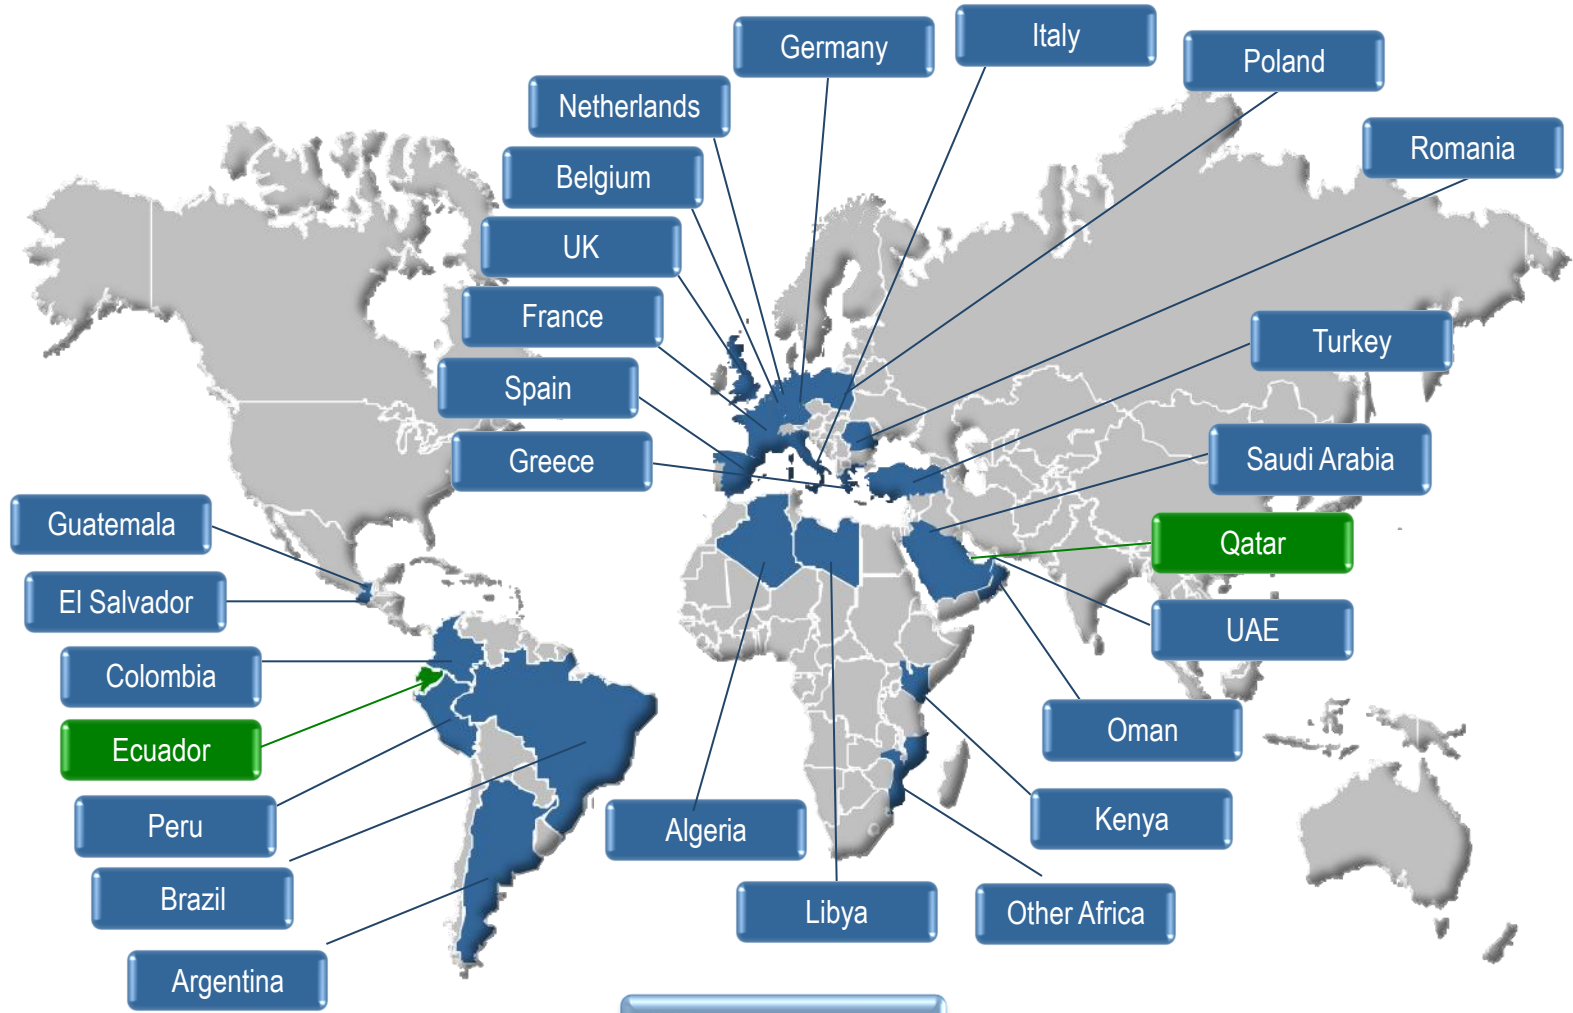 Germany
Italy
Poland
Netherlands
Romania
Belgium
UK
France
Turkey
Spain
Greece
Saudi Arabia
Guatemala
Qatar
El Salvador
UAE
Colombia
Ecuador
Oman
Peru
Algeria
Kenya
Brazil
Libya
Other Africa
Argentina